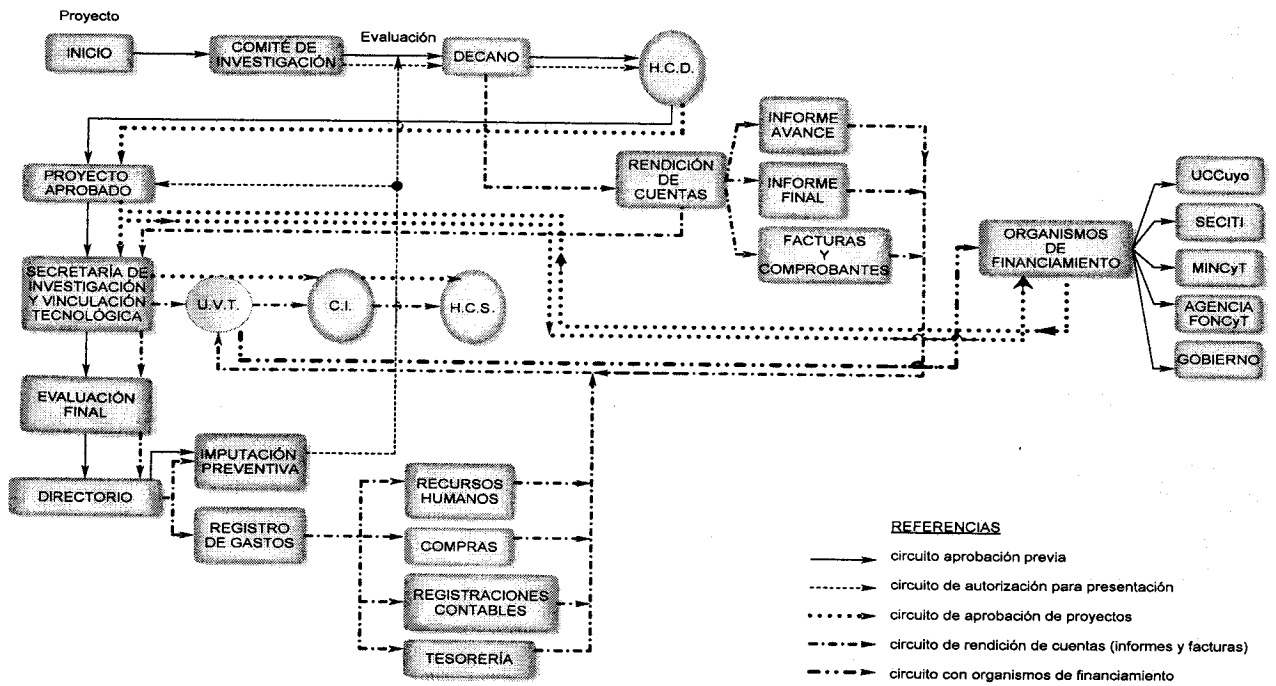 Proyecto
INICIO
COMITÉ DE
INVESTIGACIÓN
Evaluación
DECANO
H.C.D.
PROYECTO
APROBADO
RENDICIÓN
DE
CUENTAS
INFORME
AVANCE
INFORME
FINAL
FACTURAS
Y
COMPROBANTES
ORGANISMOS
DE
FINANCIAMIENTO
UCCuyo
SECITI
MINCyT
AGENCIA
FONCyT
GOBIERNO
SECRETARÍA DE
INVESTIGACIÓN
Y VINCULACIÓN
TECNOLÓGICA
U.V.T.
C.I.
H.C.S.
EVALUACIÓN
FINAL
DIRECTORIO
IMPUTACIÓN
PREVENTIVA
REGISTRO
DE GASTOS
RECURSOS
HUMANOS
COMPRAS
REGISTRACIONES
CONTABLES
TESORERÍA
REFERENCIAS
circuito aprobación previa
circuito de autorización para presentación
circuito de aprobación de proyectos
circuito de rendición de cuentas (informes y facturas)
circuito con organismos de financiamiento